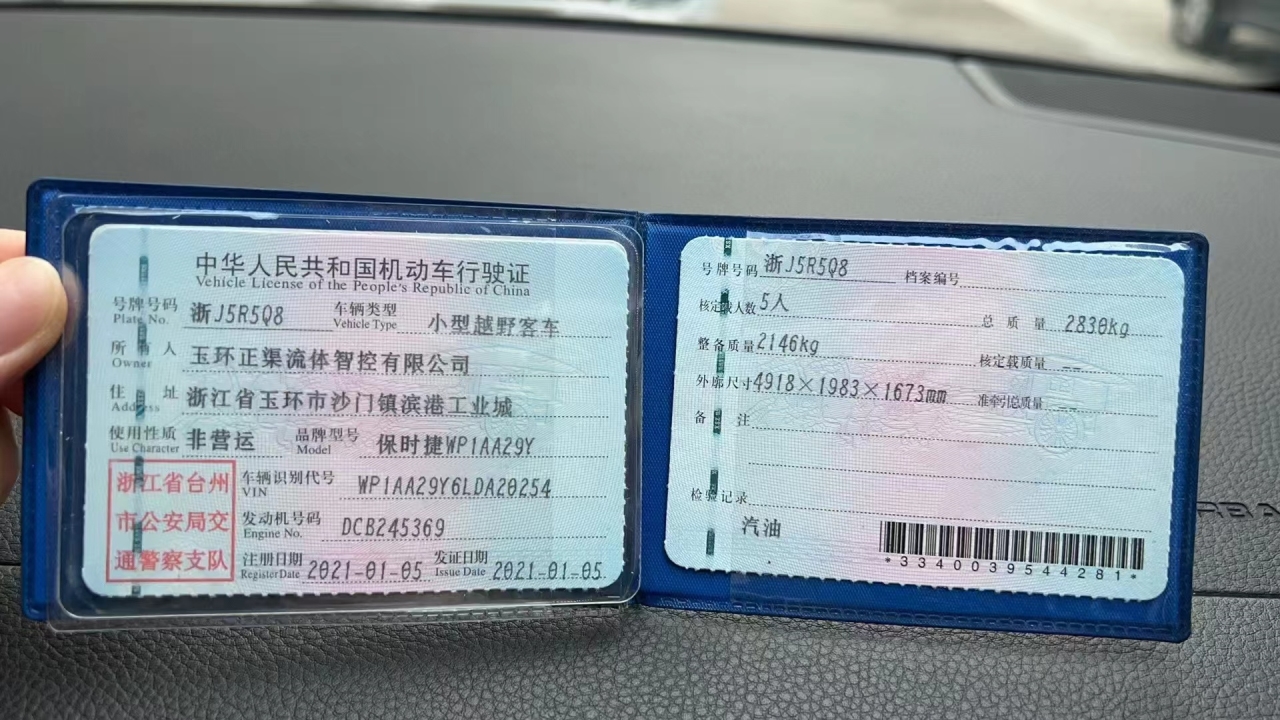 中华人民共和国机动车行驶证
Vehicle License of the People's Republic of China
号牌号码 浙J5R5Q8 车辆类型 小型越野客车
Plate No. Vehicle Type
所有人 玉环正渠流体智控有限公司
Owner
住址 浙江省玉环市沙门镇滨港工业城
Address
使用性质 非营运 品牌型号 保时捷WP1AA29Y
Use Character Model
浙江省台州
市公安局交
通警察支队
车辆识别代号 WP1AA29Y6LDA20254
VIN
发动机号码 DCB245369
Engine No.
注册日期 2021-01-05 发证日期 2021-01-05
Register Date Issue Date
号牌号码 浙J5R5Q8 档案编号
核定载人数 5人 总质量 2830kg
整备质量 2146kg 核定载质量 --
外廓尺寸 4918×1983×1673mm 准牵引总质量 --
备注
检验记录
汽油
*3340039544281*